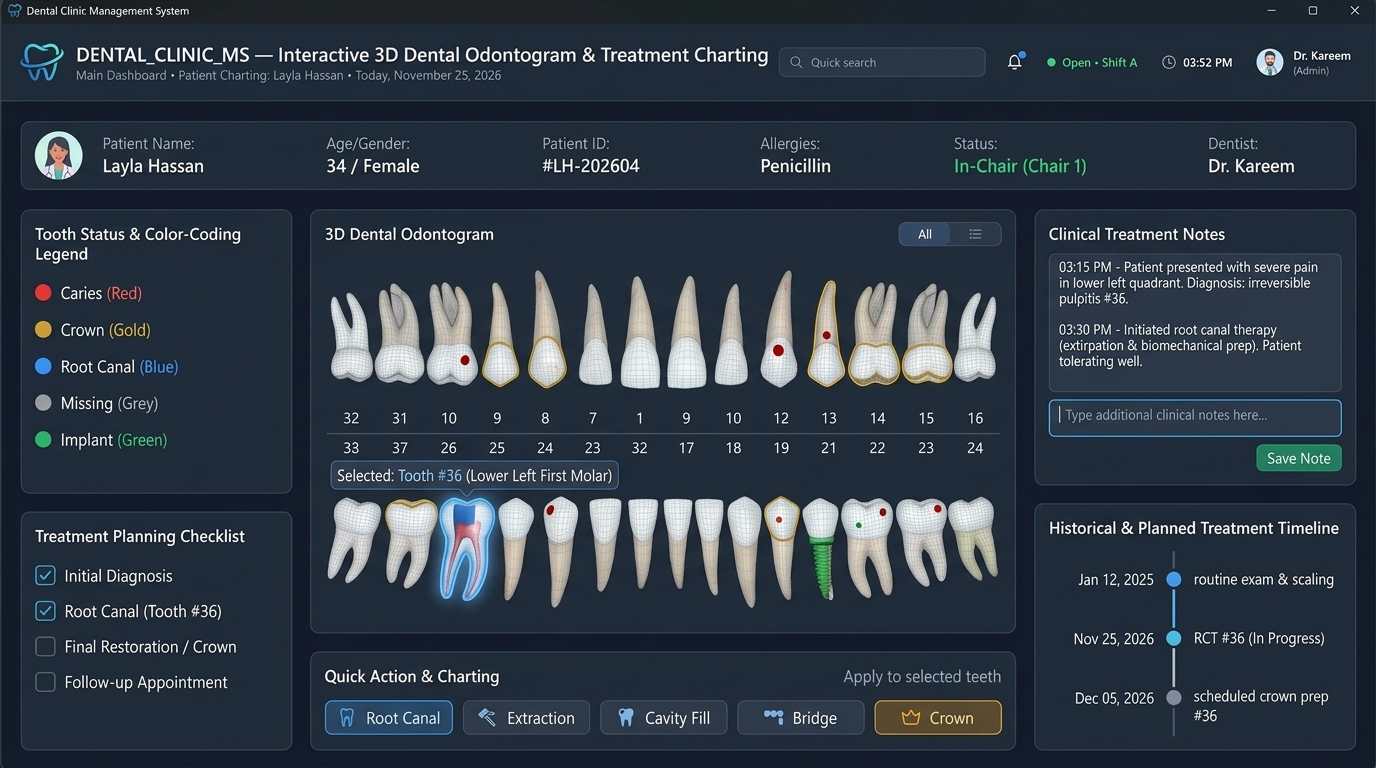 Dental Clinic Management System
DENTAL_CLINIC_MS — Interactive 3D Dental Odontogram & Treatment Charting
Main Dashboard • Patient Charting: Layla Hassan • Today, November 25, 2026
Quick search
Open • Shift A
03:52 PM
Dr. Kareem
(Admin)
Patient Name:
Layla Hassan
Age/Gender:
34 / Female
Patient ID:
#LH-202604
Allergies:
Penicillin
Status:
In-Chair (Chair 1)
Dentist:
Dr. Kareem
Tooth Status & Color-Coding
Legend
Caries (Red)
Crown (Gold)
Root Canal (Blue)
Missing (Grey)
Implant (Green)
Treatment Planning Checklist
Initial Diagnosis
Root Canal (Tooth #36)
Final Restoration / Crown
Follow-up Appointment
3D Dental Odontogram
All
32 31 10 9 8 7 1 9 10 12 13 14 15 16
33 37 26 25 24 23 32 17 18 19 21 22 23 24
Selected: Tooth #36 (Lower Left First Molar)
Quick Action & Charting
Apply to selected teeth
Root Canal
Extraction
Cavity Fill
Bridge
Crown
Clinical Treatment Notes
03:15 PM - Patient presented with severe pain
in lower left quadrant. Diagnosis: irreversible
pulpitis #36.
03:30 PM - Initiated root canal therapy
(extirpation & biomechanical prep). Patient
tolerating well.
Type additional clinical notes here...
Save Note
Historical & Planned Treatment Timeline
Jan 12, 2025 routine exam & scaling
Nov 25, 2026 RCT #36 (In Progress)
Dec 05, 2026 scheduled crown prep
#36